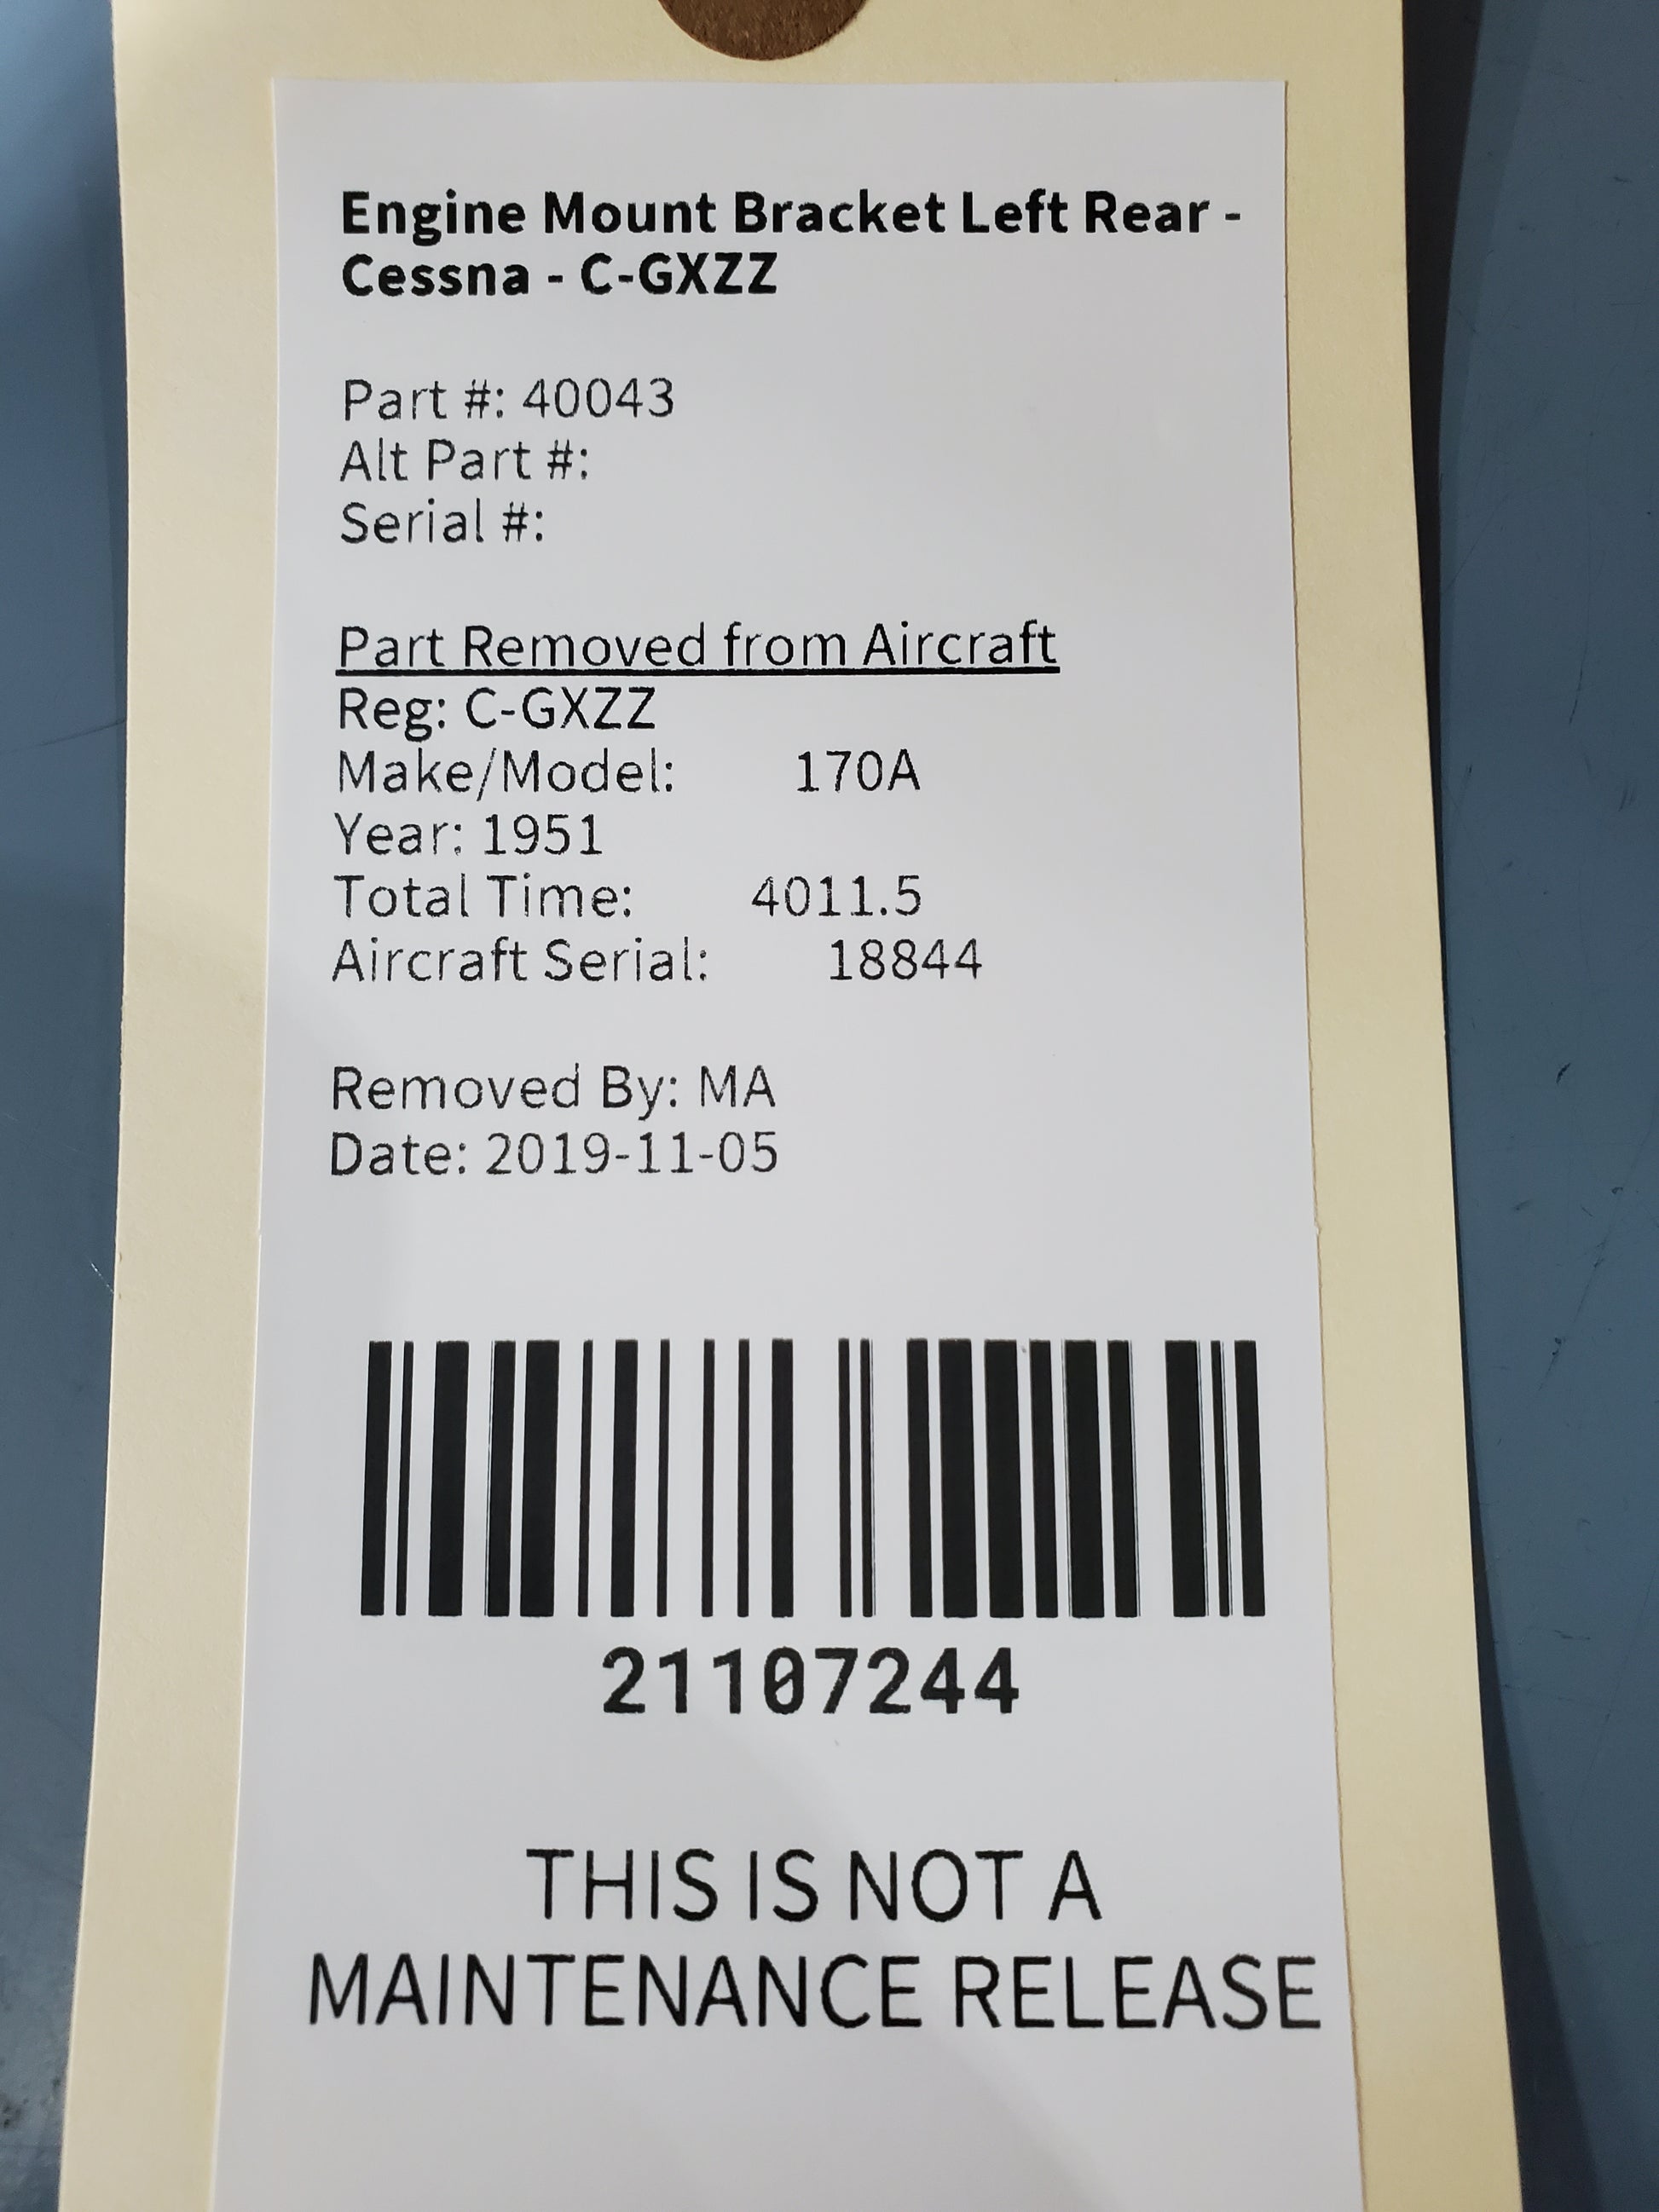 Engine Mount Bracket Left Rear -
Cessna - C-GXZZ
Part #: 40043
Alt Part #:
Serial #:
Part Removed from Aircraft
Reg: C-GXZZ
Make/Model: 170A
Year: 1951
Total Time: 4011.5
Aircraft Serial: 18844
Removed By: MA
Date: 2019-11-05
21107244
THIS IS NOT A
MAINTENANCE RELEASE